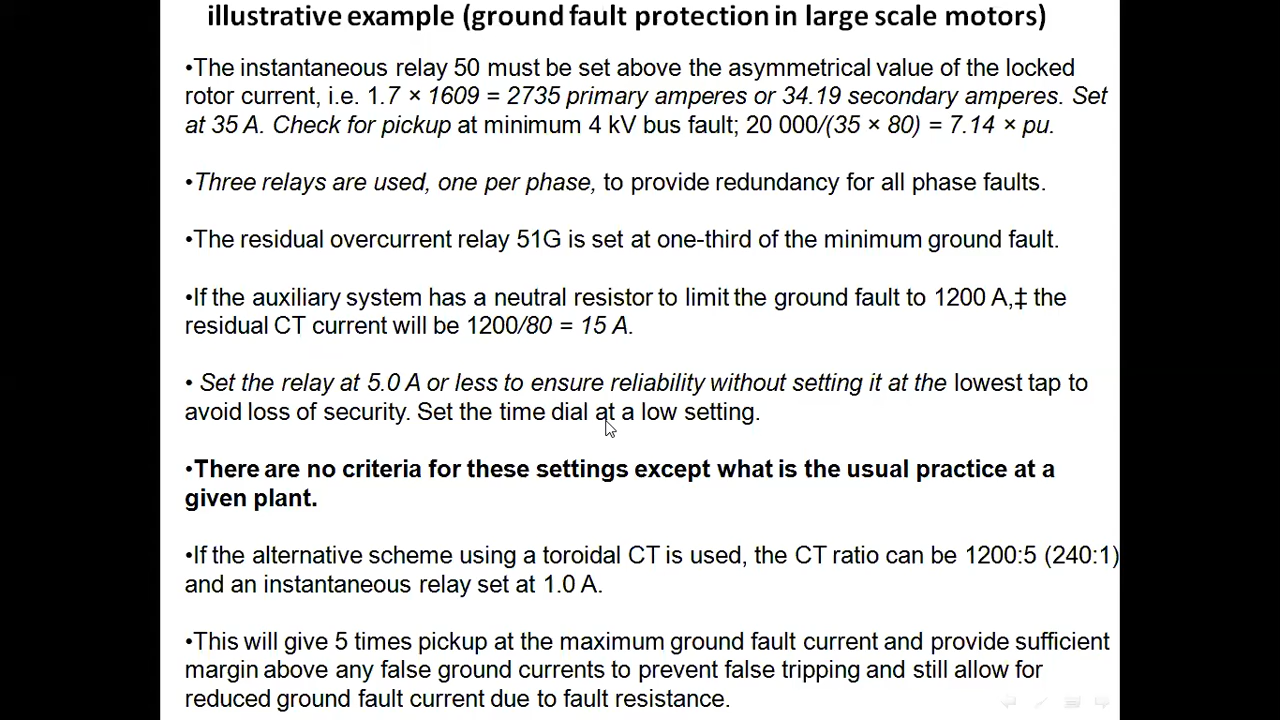 illustrative example (ground fault protection in large scale motors)
•The instantaneous relay 50 must be set above the asymmetrical value of the locked
rotor current, i.e. 1.7 × 1609 = 2735 primary amperes or 34.19 secondary amperes. Set
at 35 A. Check for pickup at minimum 4 kV bus fault; 20 000/(35 × 80) = 7.14 × pu.
•Three relays are used, one per phase, to provide redundancy for all phase faults.
•The residual overcurrent relay 51G is set at one-third of the minimum ground fault.
•If the auxiliary system has a neutral resistor to limit the ground fault to 1200 A,‡ the
residual CT current will be 1200/80 = 15 A.
• Set the relay at 5.0 A or less to ensure reliability without setting it at the lowest tap to
avoid loss of security. Set the time dial at a low setting.
•There are no criteria for these settings except what is the usual practice at a
given plant.
•If the alternative scheme using a toroidal CT is used, the CT ratio can be 1200:5 (240:1)
and an instantaneous relay set at 1.0 A.
•This will give 5 times pickup at the maximum ground fault current and provide sufficient
margin above any false ground currents to prevent false tripping and still allow for
reduced ground fault current due to fault resistance.